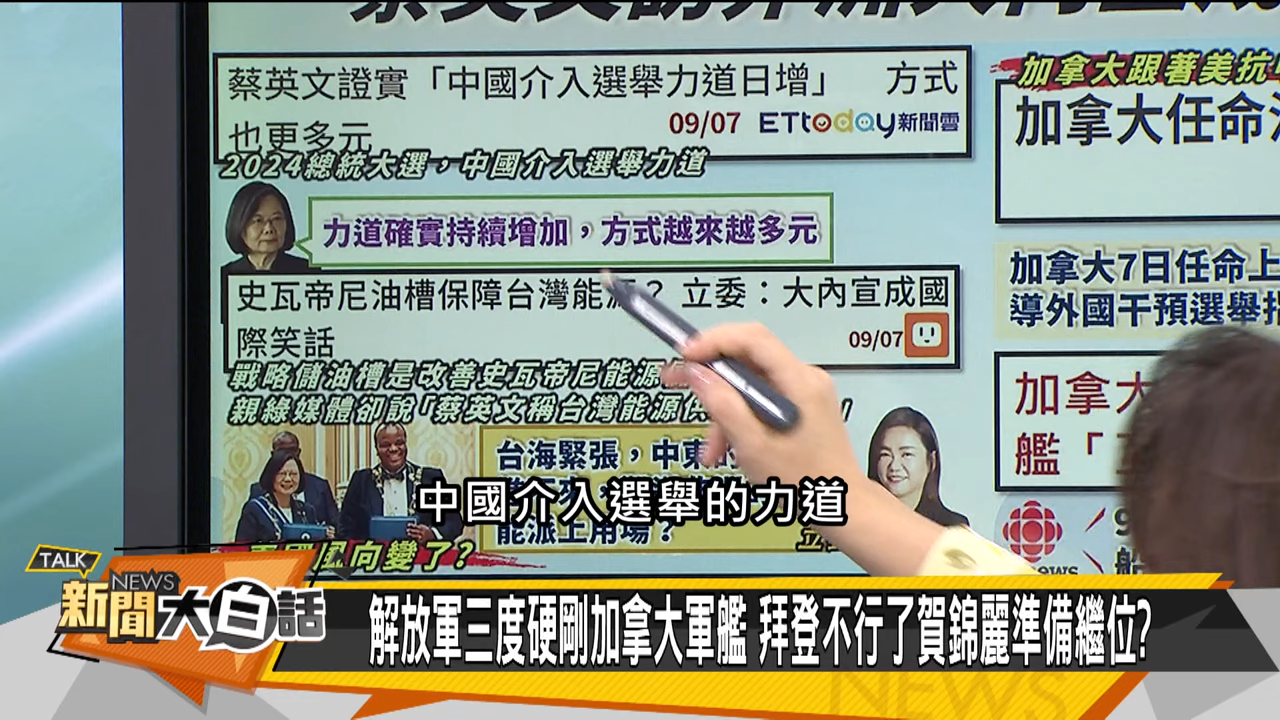 蔡英文證實「中國介入選舉力道日增」 方式
也更多元
09/07 ETtoday新聞雲
2024總統大選，中國介入選舉力道
力道確實持續增加，方式越來越多元
史瓦帝尼油槽保障台灣能源？ 立委：大內宣成國
際笑話
09/07
戰略儲油槽是改善史瓦帝尼能源
親綠媒體卻說「蔡英文稱台灣能源供
台海緊張，中東的
能派上用場？
風向變了？
加拿大跟著美抗
加拿大任命
加拿大7日任命上
導外國干預選舉
加拿大
艦「
中國介入選舉的力道
TALK
NEWS
新聞大白話
解放軍三度硬剛加拿大軍艦 拜登不行了賀錦麗準備繼位?
NEWS